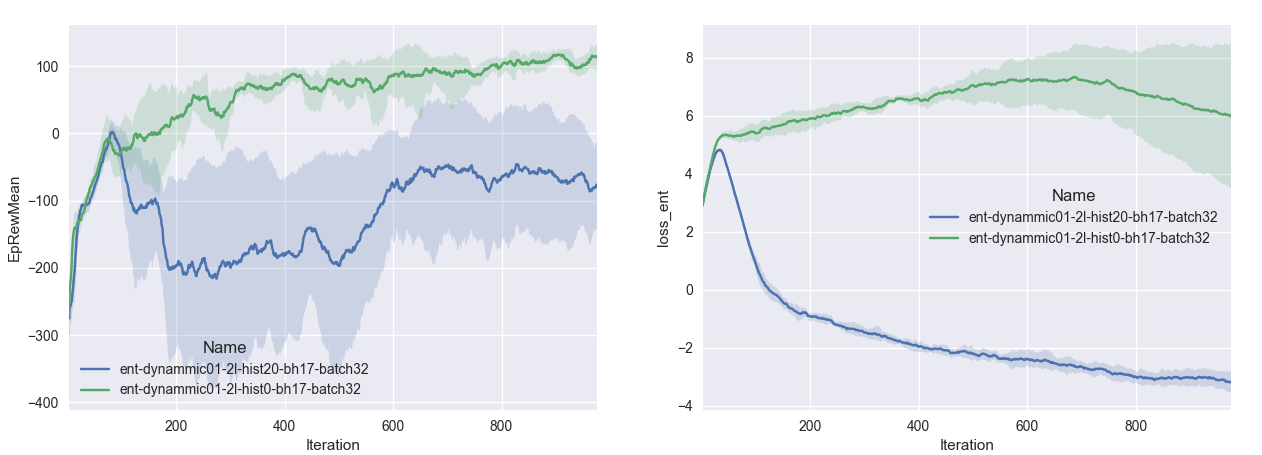 100
0
−100
−200
−300
−400
EpRewMean
Name
ent-dynammic01-2l-hist20-bh17-batch32
ent-dynammic01-2l-hist0-bh17-batch32
200
400
600
800
Iteration
8
6
4
2
0
−2
−4
loss_ent
Name
ent-dynammic01-2l-hist20-bh17-batch32
ent-dynammic01-2l-hist0-bh17-batch32
200
400
600
800
Iteration